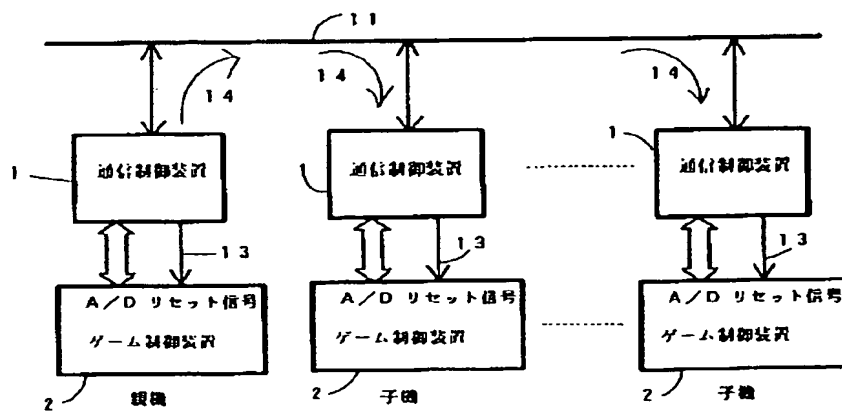 11
14 14 14
1 通信制御装置 1 通信制御装置 1 通信制御装置
13 13 13
A/D リセット信号 A/D リセット信号 A/D リセット信号
ゲーム制御装置 ゲーム制御装置 ゲーム制御装置
2 親機 2 子機 2 子機